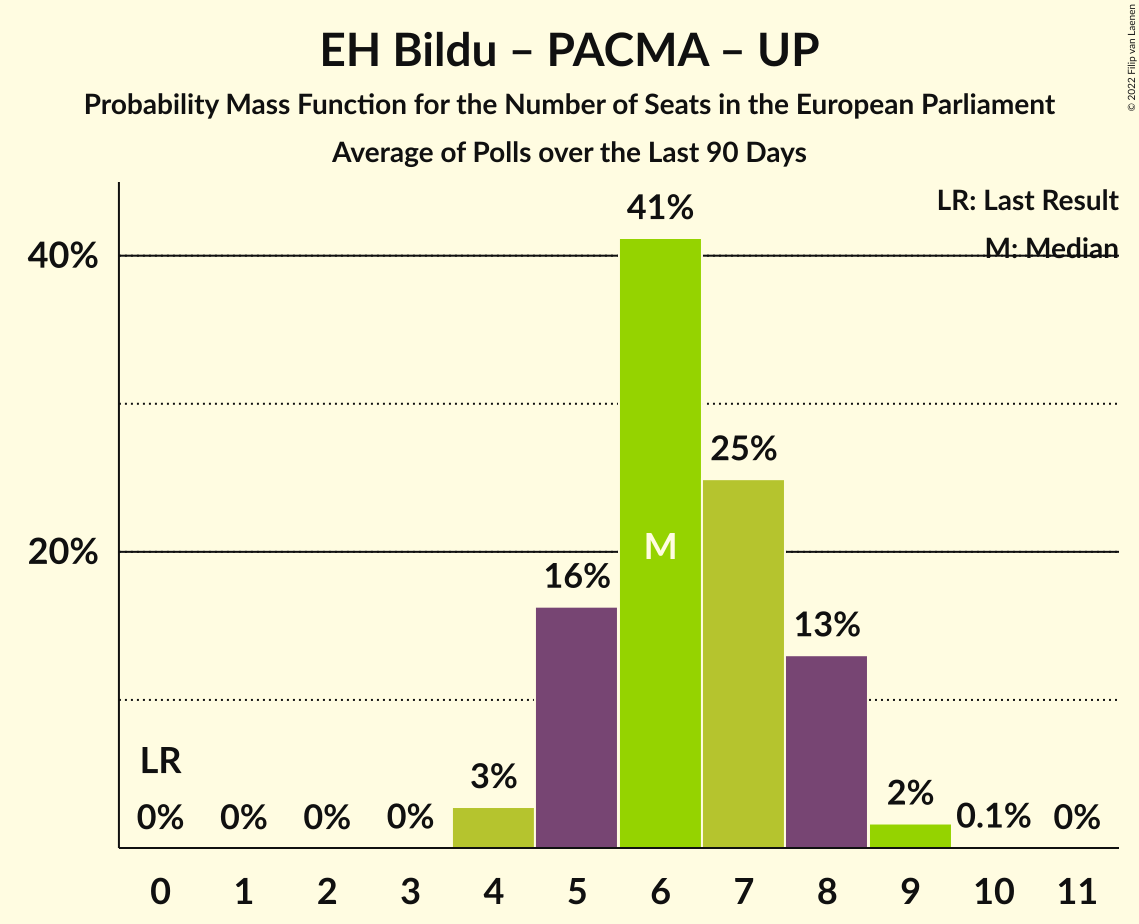 EH Bildu – PACMA – UP
Probability Mass Function for the Number of Seats in the European Parliament
Average of Polls over the Last 90 Days
© 2022 Filip van Laenen
LR: Last Result
M: Median
40%
20%
LR
0%
0%
0%
0%
3%
16%
41%
M
25%
13%
2%
0.1%
0%
0 1 2 3 4 5 6 7 8 9 10 11